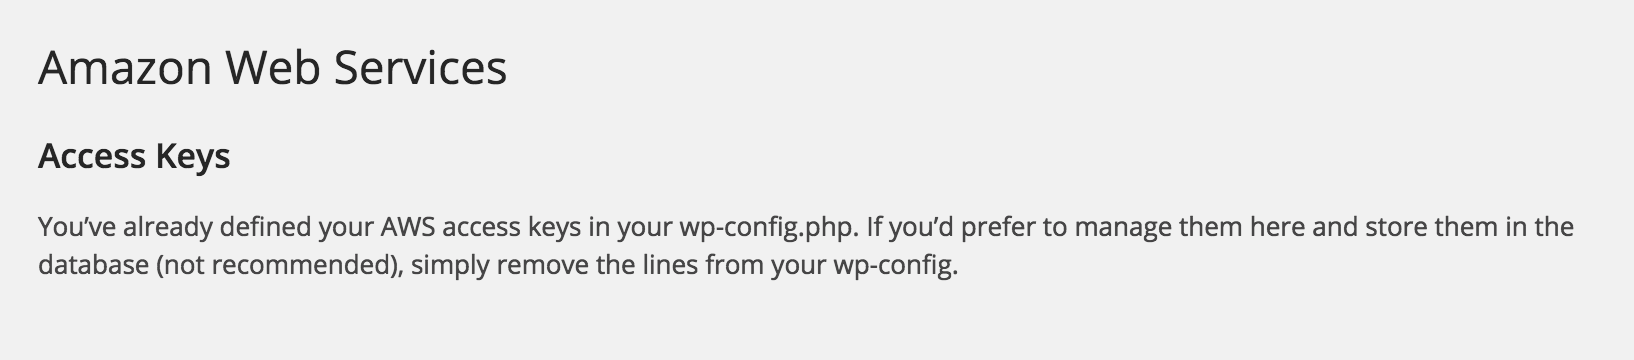 Amazon Web Services
Access Keys
You’ve already defined your AWS access keys in your wp-config.php. If you’d prefer to manage them here and store them in the
database (not recommended), simply remove the lines from your wp-config.